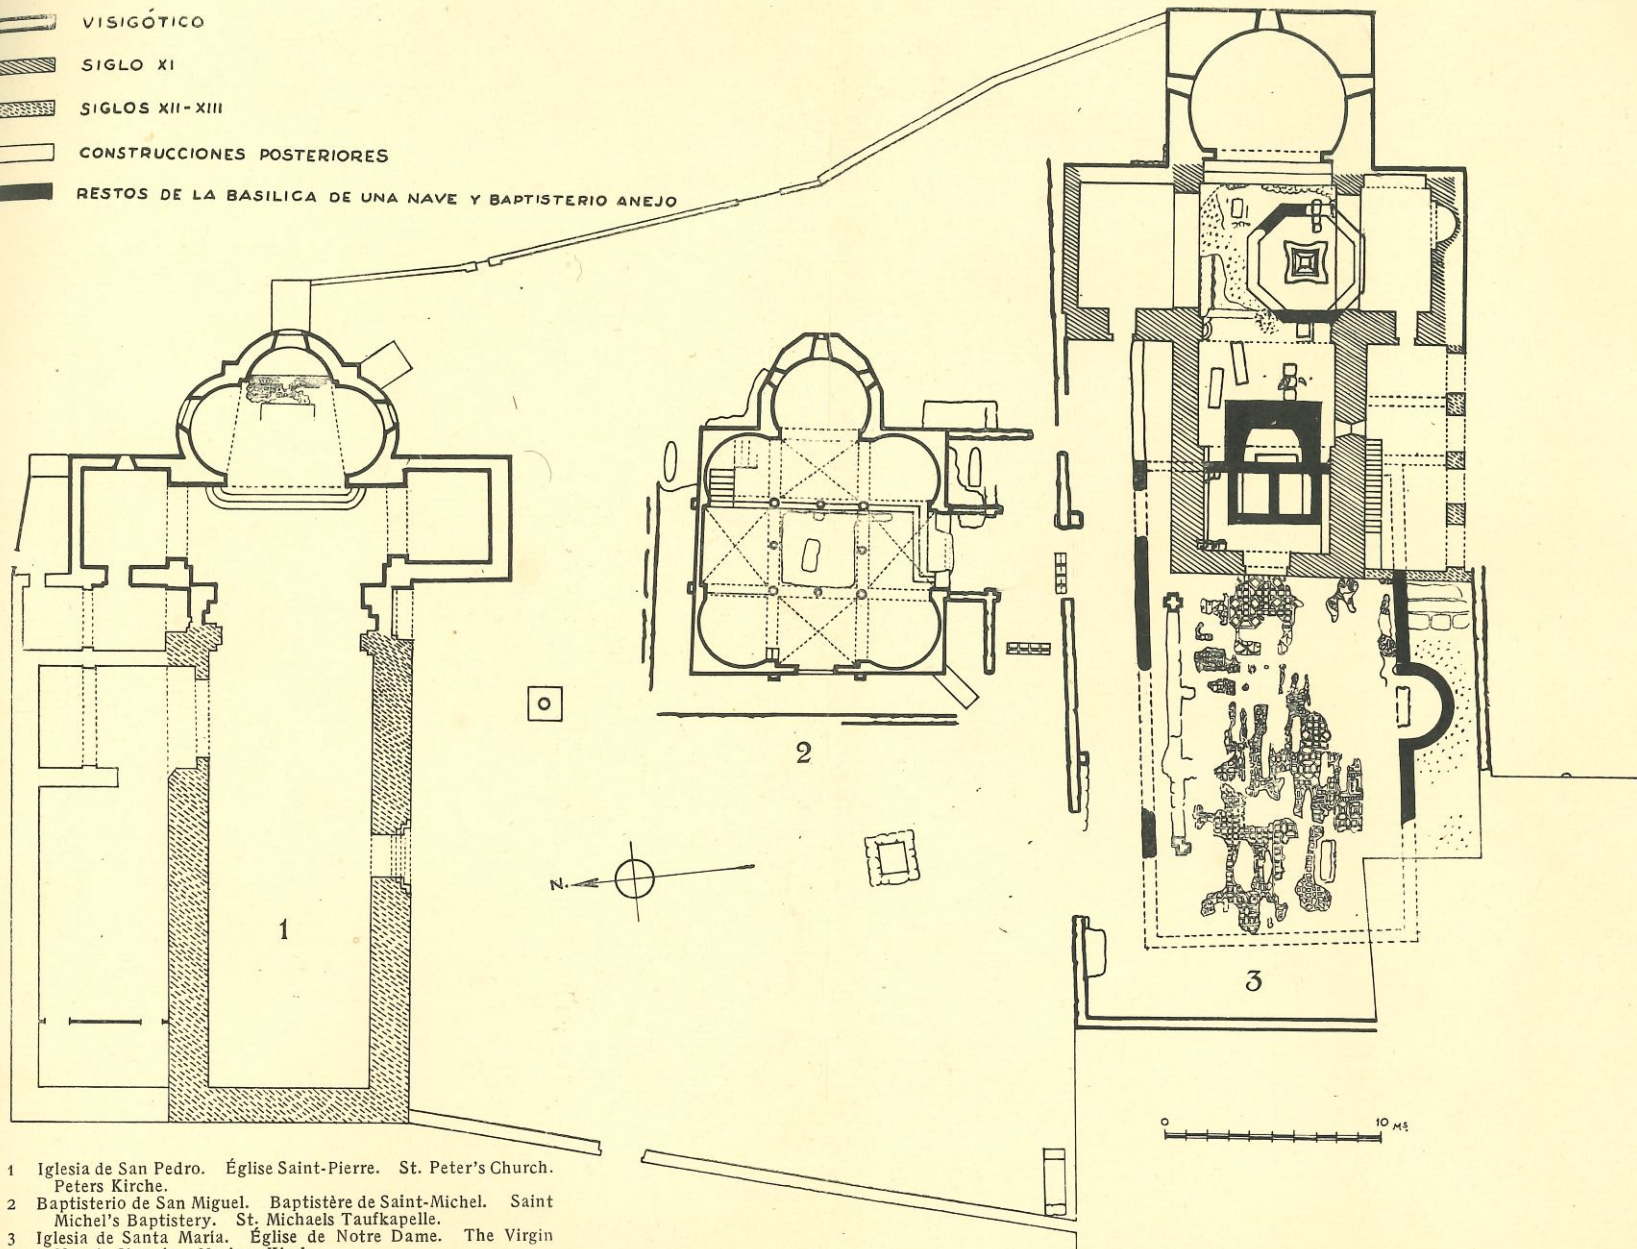 VISIGÓTICO
SIGLO XI
SIGLOS XII-XIII
CONSTRUCCIONES POSTERIORES
RESTOS DE LA BASILICA DE UNA NAVE Y BAPTISTERIO ANEJO
N.
1
2
3
0 10 Ms
1 Iglesia de San Pedro. Église Saint-Pierre. St. Peter's Church.
Peters Kirche.
2 Baptisterio de San Miguel. Baptistère de Saint-Michel. Saint
Michel's Baptistery. St. Michaels Taufkapelle.
3 Iglesia de Santa María. Église de Notre Dame. The Virgin